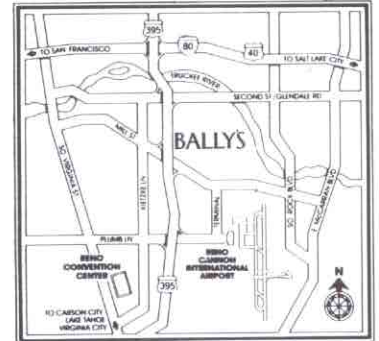 395
80
40
TO SAN FRANCISCO
TO SALT LAKE CITY
TRUCKEE RIVER
SECOND ST./GLENDALE RD
MILL ST
BALLY'S
SO. VIRGINIA ST
KIETZKE LN
TERMINAL
SO. ROCK BLVD
E. MCCARRAN BLVD
PLUMB LN
RENO
CONVENTION
CENTER
RENO
CANNON
INTERNATIONAL
AIRPORT
395
N
TO CARSON CITY
LAKE TAHOE
VIRGINIA CITY